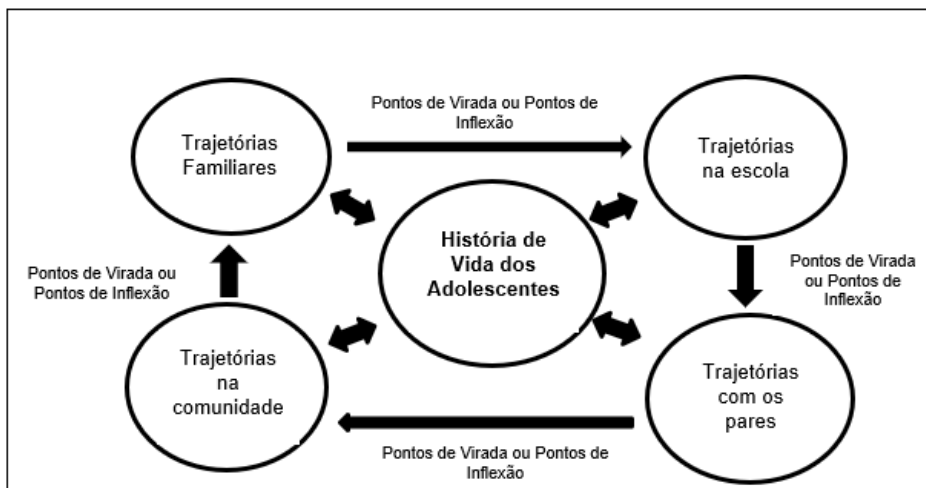 Pontos de Virada ou Pontos de
Inflexão
Trajetórias
Familiares
Trajetórias
na escola
História de
Vida dos
Adolescentes
Pontos de Virada ou
Pontos de Inflexão
Pontos de Virada
ou Pontos de
Inflexão
Trajetórias
na
comunidade
Trajetórias
com os
pares
Pontos de Virada ou Pontos de
Inflexão